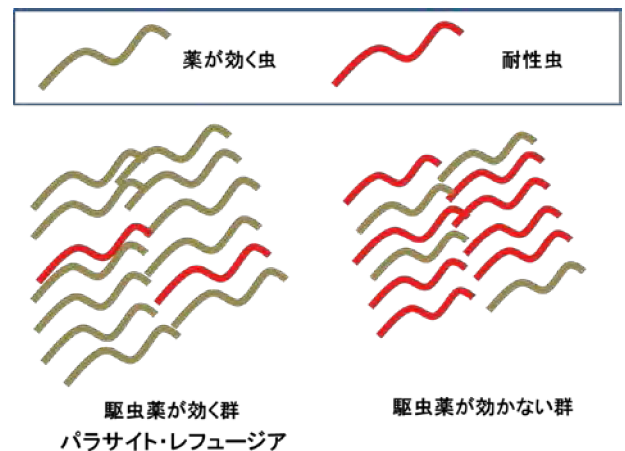 薬が効く虫
耐性虫
駆虫薬が効く群
パラサイト・レフュージア
駆虫薬が効かない群